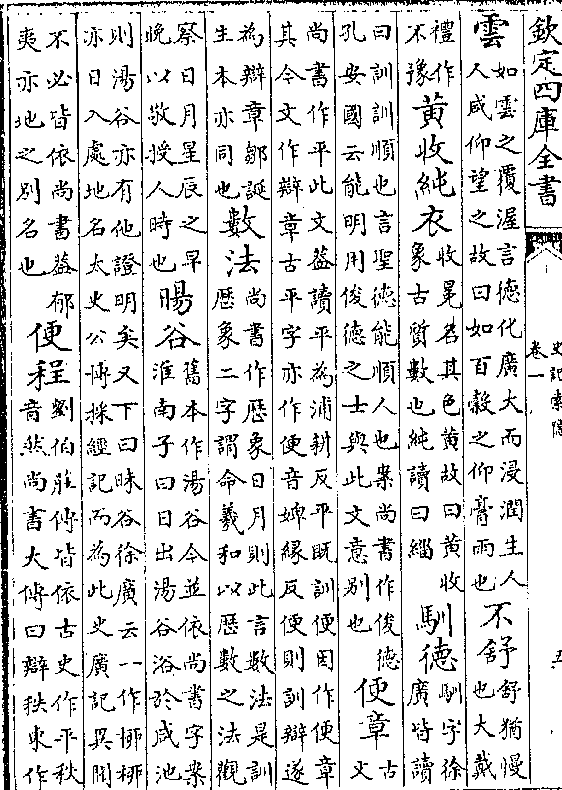 欽定四庫全書
史記索隱
卷一
五
雲
如雲之覆渥言德化廣大而浸潤生人
人咸仰望之故曰如百穀之仰膏雨也
不舒
舒猶慢
也大戴
禮作
不豫
黄收純衣
收冕名其色黄故曰黄收
象古質數也純讀曰緇
馴德
馴字徐
廣皆讀
曰訓訓順也言聖德能順人也案尚書作俊德
孔安國云能明用俊德之士與此文意别也
便章
古
文
尚書作平此文蓋讀平為浦耕反平既訓便因作便章
其今文作辯章古平字亦作便音婢緣反便則訓辯遂
為辯章鄒誕
生本亦同也
數法
尚書作厯象日月則此言數法是訓
厯象二字謂命羲和以厯數之法觀
察日月星辰之早
晚以敬授人時也
暘谷
舊本作湯谷今並依尚書字案
淮南子曰日出湯谷浴於咸池
則湯谷亦有他證明矣又下曰昧谷徐廣云一作栁栁
亦日入處地名太史公博採經記而為此史廣記異聞
不必皆依尚書蓋郁
夷亦地之别名也
便程
劉伯莊傳皆依古史作平秩
音然尚書大傳曰辯秩東作